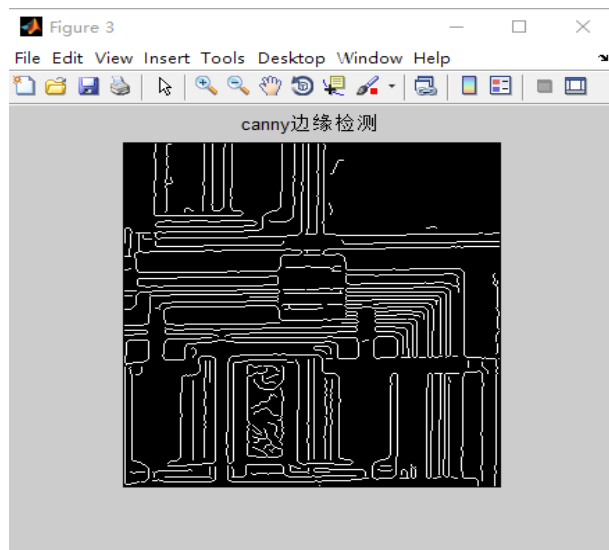 Figure 3
File Edit View Insert Tools Desktop Window Help
canny边缘检测